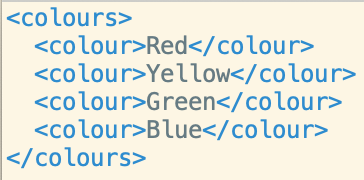 <colours>
  <colour>Red</colour>
  <colour>Yellow</colour>
  <colour>Green</colour>
  <colour>Blue</colour>
</colours>